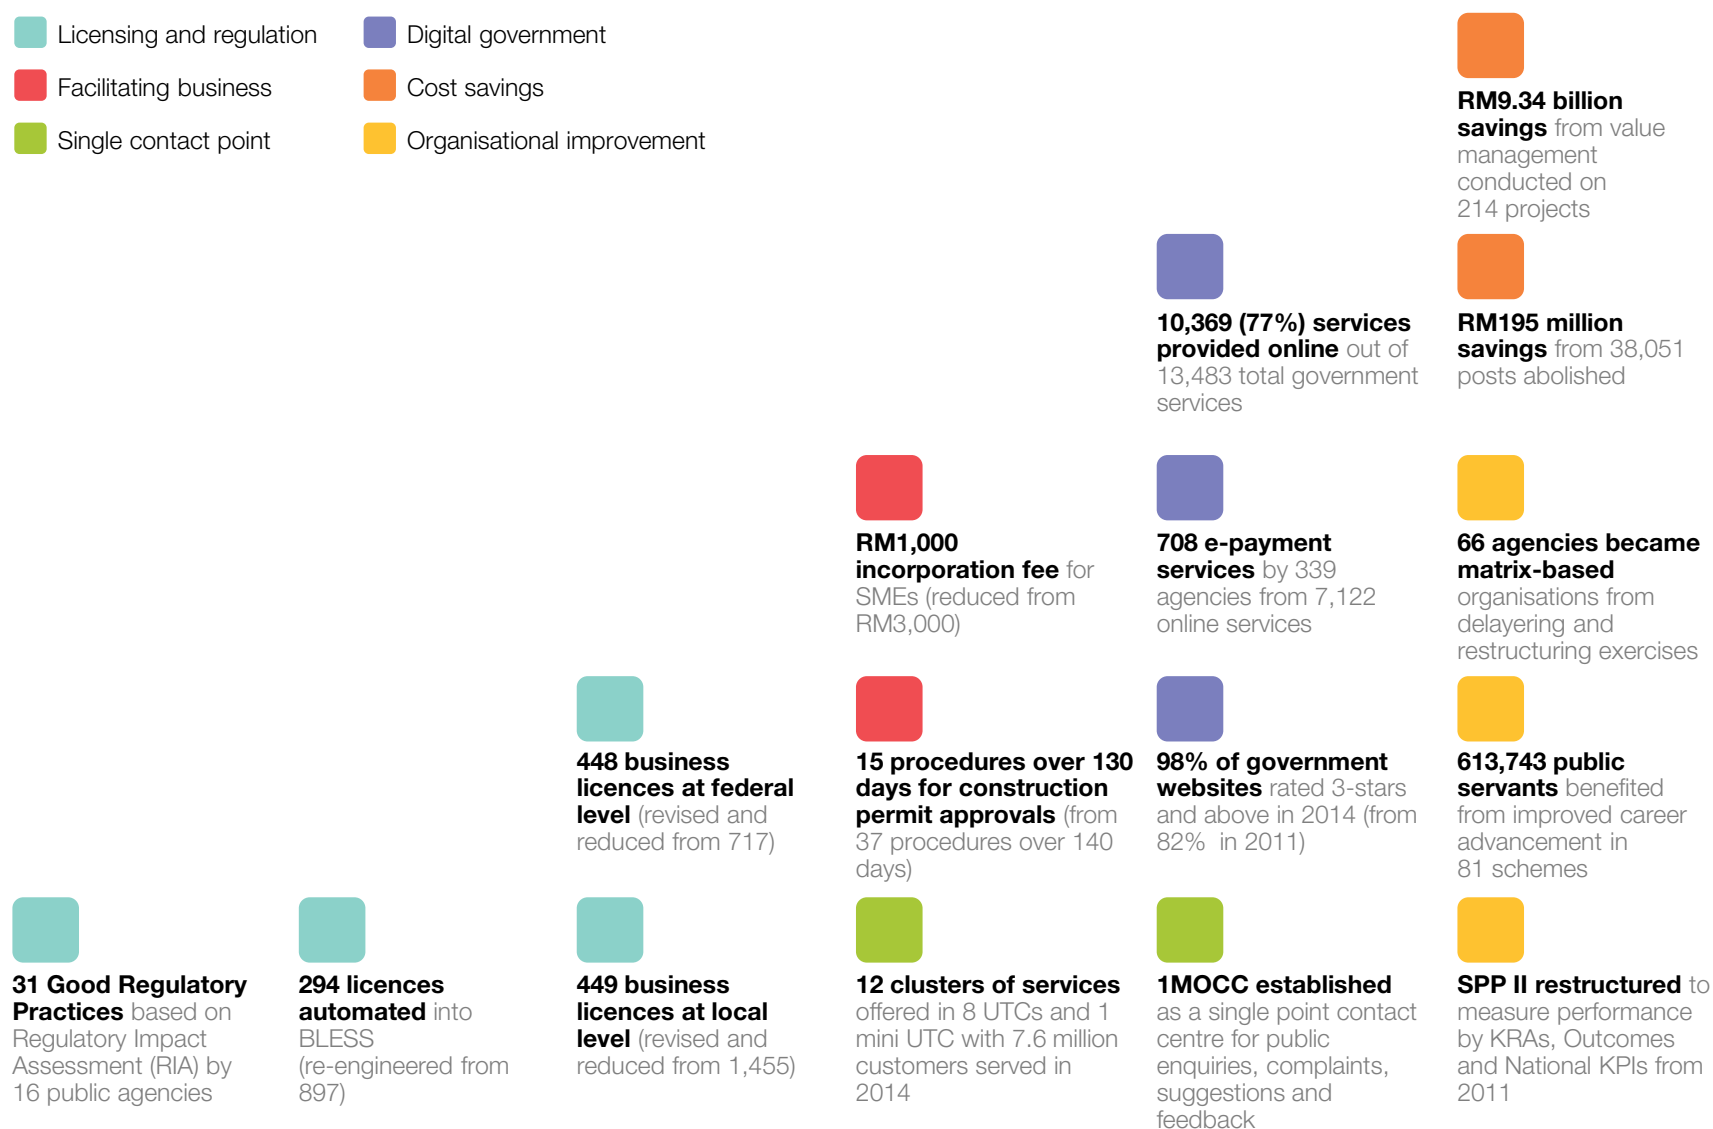 Licensing and regulation
Facilitating business
Single contact point
Digital government
Cost savings
Organisational improvement
RM9.34 billion
savings from value
management
conducted on
214 projects
10,369 (77%) services
provided online out of
13,483 total government
services
RM195 million
savings from 38,051
posts abolished
RM1,000
incorporation fee for
SMEs (reduced from
RM3,000)
708 e-payment
services by 339
agencies from 7,122
online services
66 agencies became
matrix-based
organisations from
delayering and
restructuring exercises
448 business
licences at federal
level (revised and
reduced from 717)
15 procedures over 130
days for construction
permit approvals (from
37 procedures over 140
days)
98% of government
websites rated 3-stars
and above in 2014 (from
82%  in 2011)
613,743 public
servants benefited
from improved career
advancement in
81 schemes
31 Good Regulatory
Practices based on
Regulatory Impact
Assessment (RIA) by
16 public agencies
294 licences
automated into
BLESS
(re-engineered from
897)
449 business
licences at local
level (revised and
reduced from 1,455)
12 clusters of services
offered in 8 UTCs and 1
mini UTC with 7.6 million
customers served in
2014
1MOCC established
as a single point contact
centre for public
enquiries, complaints,
suggestions and
feedback
SPP II restructured to
measure performance
by KRAs, Outcomes
and National KPIs from
2011